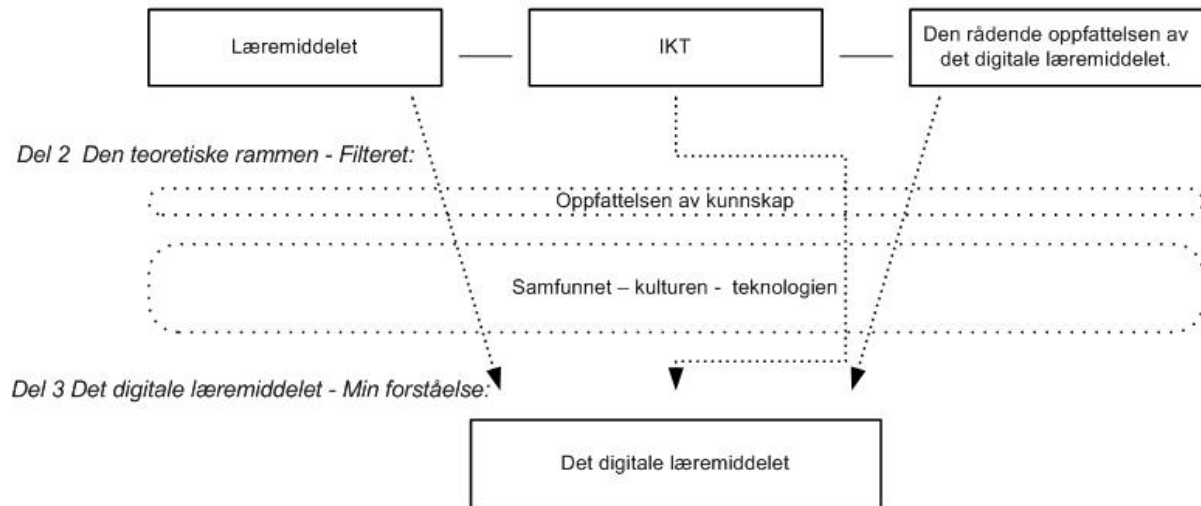 Læremiddelet
IKT
Den rådende oppfattelsen av
det digitale læremiddelet.
Del 2 Den teoretiske rammen - Filteret:
Oppfattelsen av kunnskap
Samfunnet – kulturen - teknologien
Del 3 Det digitale læremiddelet - Min forståelse:
Det digitale læremiddelet